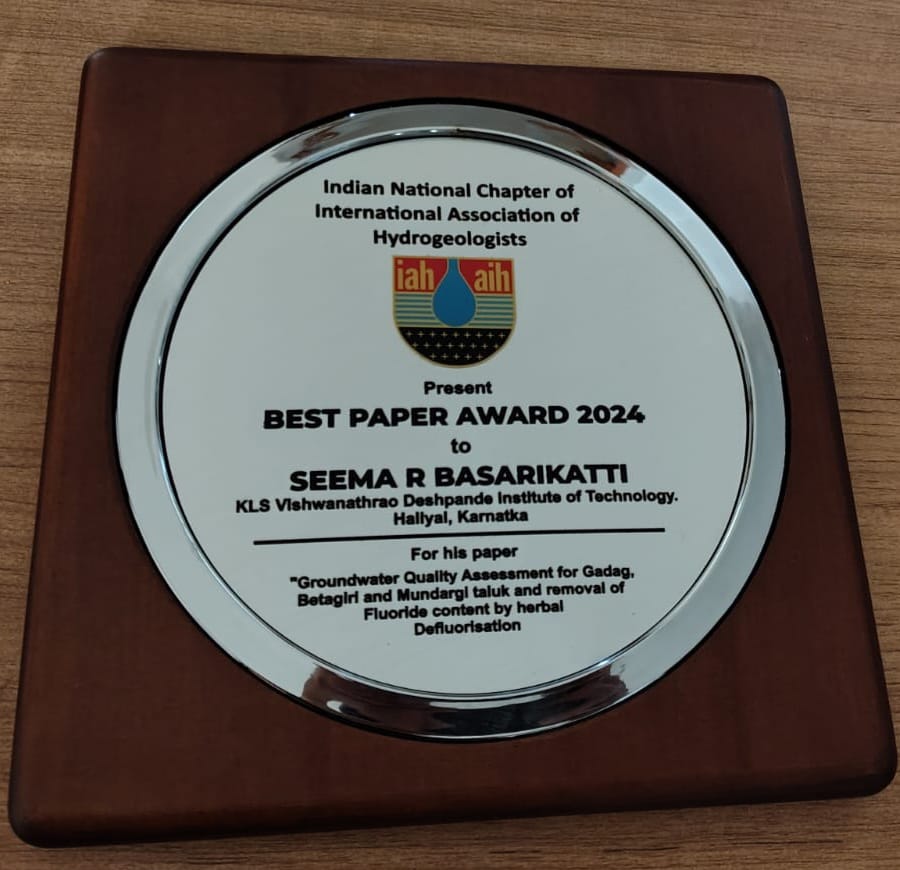 Indian National Chapter of
International Association of
Hydrogeologists
iah aih
Present
BEST PAPER AWARD 2024
to
SEEMA R BASARIKATTI
KLS Vishwanathrao Deshpande Institute of Technology.
Haliyal, Karnatka
For his paper
"Groundwater Quality Assessment for Gadag,
Betagiri and Mundargi taluk and removal of
Fluoride content by herbal
Defluorisation